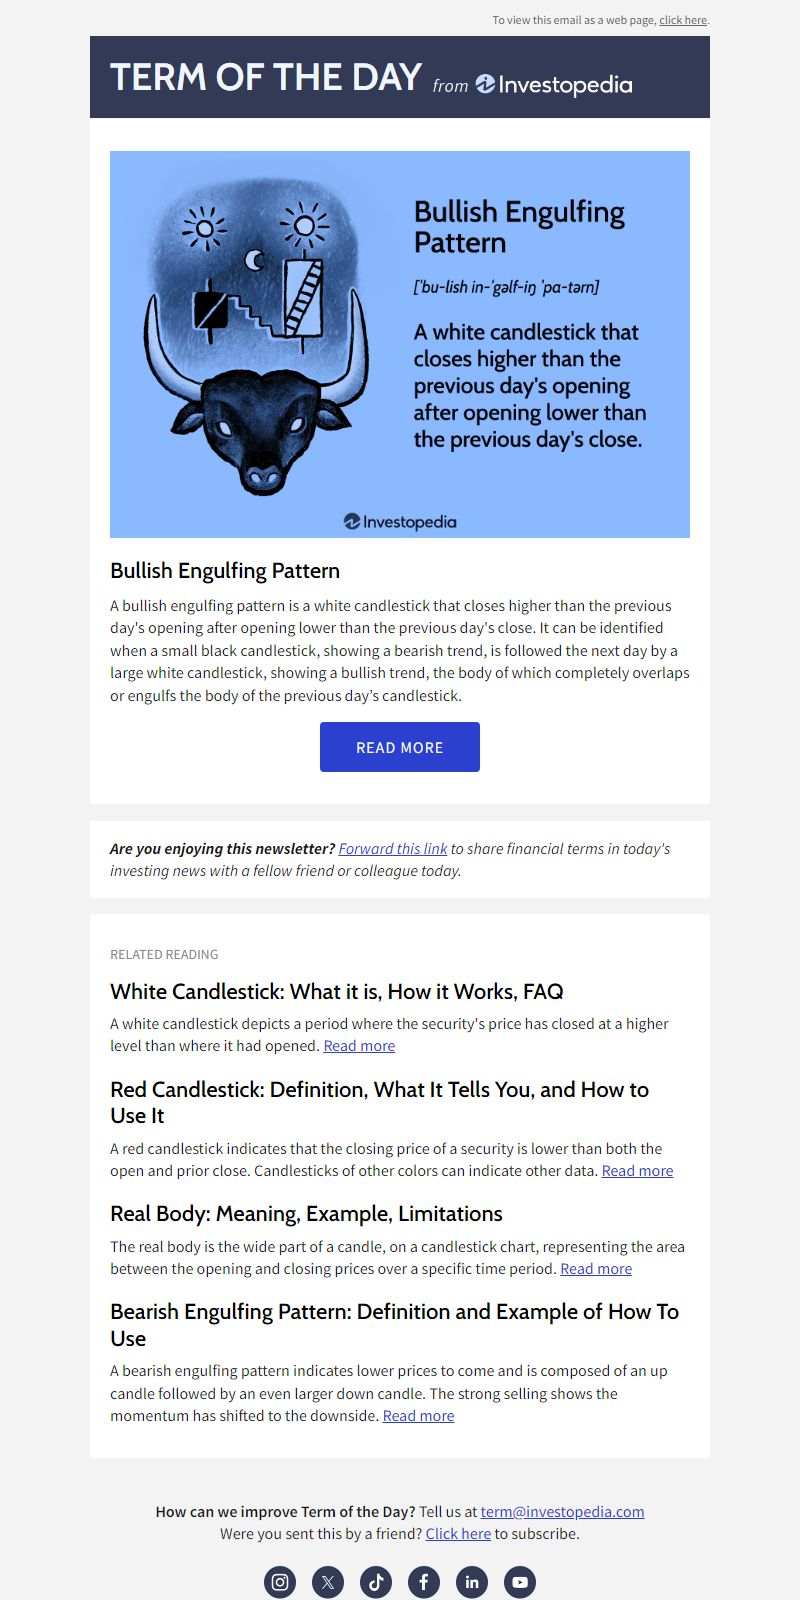 To view this email as a web page, click here.
TERM OF THE DAY from Investopedia
Bullish Engulfing
Pattern
['bu-lish in-'gəlf-iŋ 'pa-tərn]
A white candlestick that
closes higher than the
previous day's opening
after opening lower than
the previous day's close.
Investopedia
Bullish Engulfing Pattern
A bullish engulfing pattern is a white candlestick that closes higher than the previous
day's opening after opening lower than the previous day's close. It can be identified
when a small black candlestick, showing a bearish trend, is followed the next day by a
large white candlestick, showing a bullish trend, the body of which completely overlaps
or engulfs the body of the previous day’s candlestick.
READ MORE
Are you enjoying this newsletter? Forward this link to share financial terms in today's
investing news with a fellow friend or colleague today.
RELATED READING
White Candlestick: What it is, How it Works, FAQ
A white candlestick depicts a period where the security's price has closed at a higher
level than where it had opened. Read more
Red Candlestick: Definition, What It Tells You, and How to
Use It
A red candlestick indicates that the closing price of a security is lower than both the
open and prior close. Candlesticks of other colors can indicate other data. Read more
Real Body: Meaning, Example, Limitations
The real body is the wide part of a candle, on a candlestick chart, representing the area
between the opening and closing prices over a specific time period. Read more
Bearish Engulfing Pattern: Definition and Example of How To
Use
A bearish engulfing pattern indicates lower prices to come and is composed of an up
candle followed by an even larger down candle. The strong selling shows the
momentum has shifted to the downside. Read more
How can we improve Term of the Day? Tell us at term@investopedia.com
Were you sent this by a friend? Click here to subscribe.